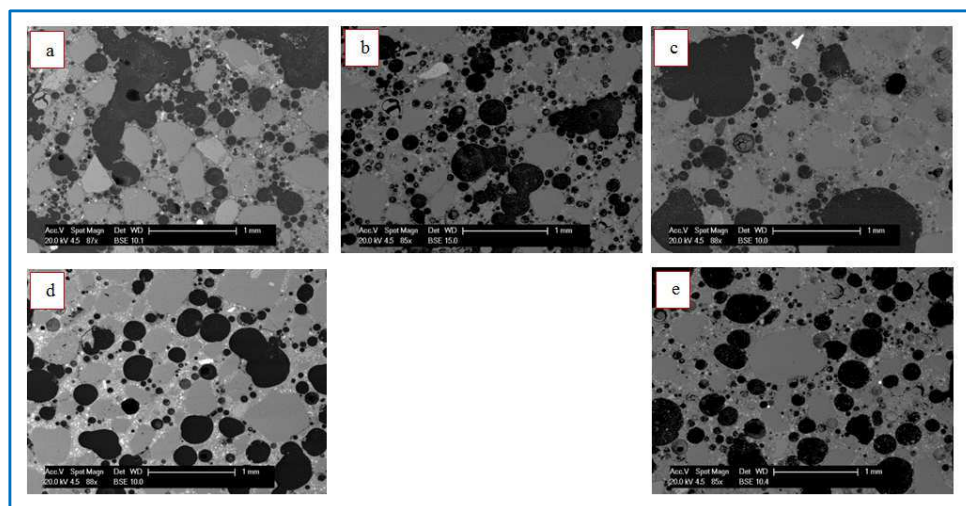 a
Acc.V Spot Magn Det WD 1 mm
20.0 kV 4.5 87x BSE 10.1
b
Acc.V Spot Magn Det WD 1 mm
20.0 kV 4.5 85x BSE 15.0
c
Acc.V Spot Magn Det WD 1 mm
20.0 kV 4.5 88x BSE 10.0
d
Acc.V Spot Magn Det WD 1 mm
20.0 kV 4.5 88x BSE 10.0
e
Acc.V Spot Magn Det WD 1 mm
20.0 kV 4.5 85x BSE 10.4